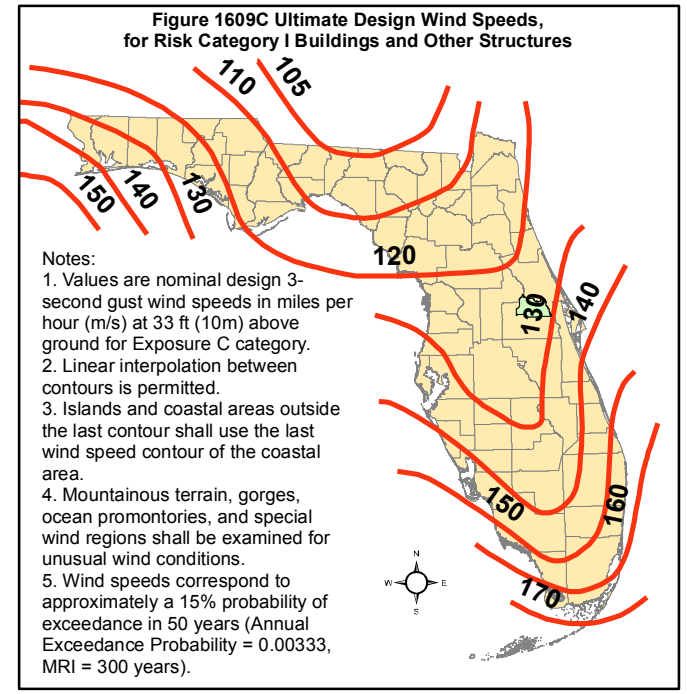 Figure 1609C Ultimate Design Wind Speeds,
for Risk Category I Buildings and Other Structures
105
110
150
140
130
120
130
140
Notes:
1. Values are nominal design 3-
second gust wind speeds in miles per
hour (m/s) at 33 ft (10m) above
ground for Exposure C category.
2. Linear interpolation between
contours is permitted.
3. Islands and coastal areas outside
the last contour shall use the last
wind speed contour of the coastal
area.
4. Mountainous terrain, gorges,
ocean promontories, and special
wind regions shall be examined for
unusual wind conditions.
5. Wind speeds correspond to
approximately a 15% probability of
exceedance in 50 years (Annual
Exceedance Probability = 0.00333,
MRI = 300 years).
150
160
170
N
W E
S